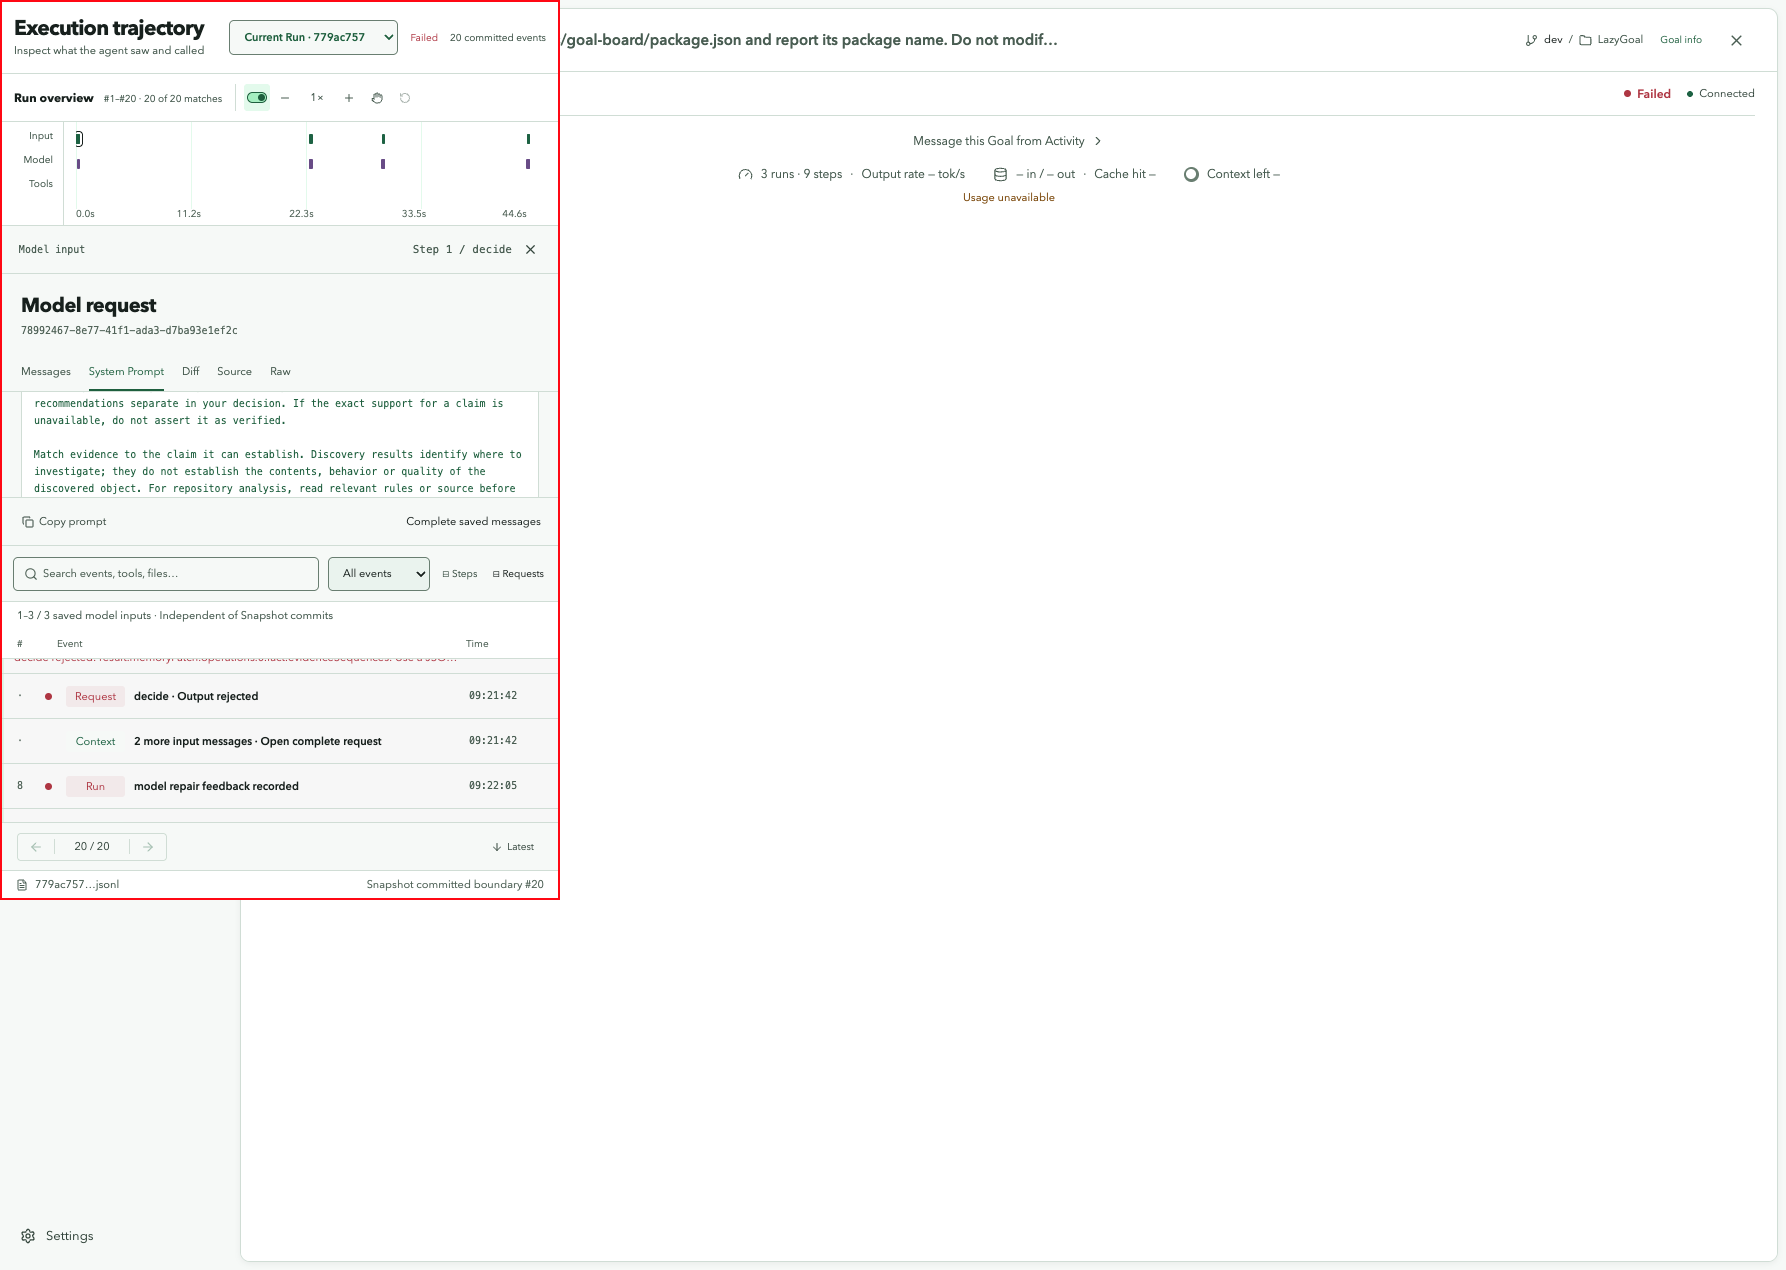 Execution trajectory
Inspect what the agent saw and called
Current Run · 779ac757
Failed
20 committed events
/goal-board/package.json and report its package name. Do not modif…
dev / LazyGoal
Goal info
Run overview
#1–#20 · 20 of 20 matches
1×
Failed
Connected
Input
Model
Tools
0.0s
11.2s
22.3s
33.5s
44.6s
Message this Goal from Activity
3 runs · 9 steps · Output rate – tok/s
– in / – out · Cache hit –
Context left –
Usage unavailable
Model input
Step 1 / decide
Model request
78992467-8e77-41f1-ada3-d7ba93e1ef2c
Messages
System Prompt
Diff
Source
Raw
recommendations separate in your decision. If the exact support for a claim is
unavailable, do not assert it as verified.
Match evidence to the claim it can establish. Discovery results identify where to
investigate; they do not establish the contents, behavior or quality of the
discovered object. For repository analysis, read relevant rules or source before
Copy prompt
Complete saved messages
Search events, tools, files…
All events
Steps
Requests
1–3 / 3 saved model inputs · Independent of Snapshot commits
#
Event
Time
· Request decide · Output rejected 09:21:42
· Context 2 more input messages · Open complete request 09:21:42
8 Run model repair feedback recorded 09:22:05
20 / 20
Latest
779ac757…jsonl
Snapshot committed boundary #20
Settings